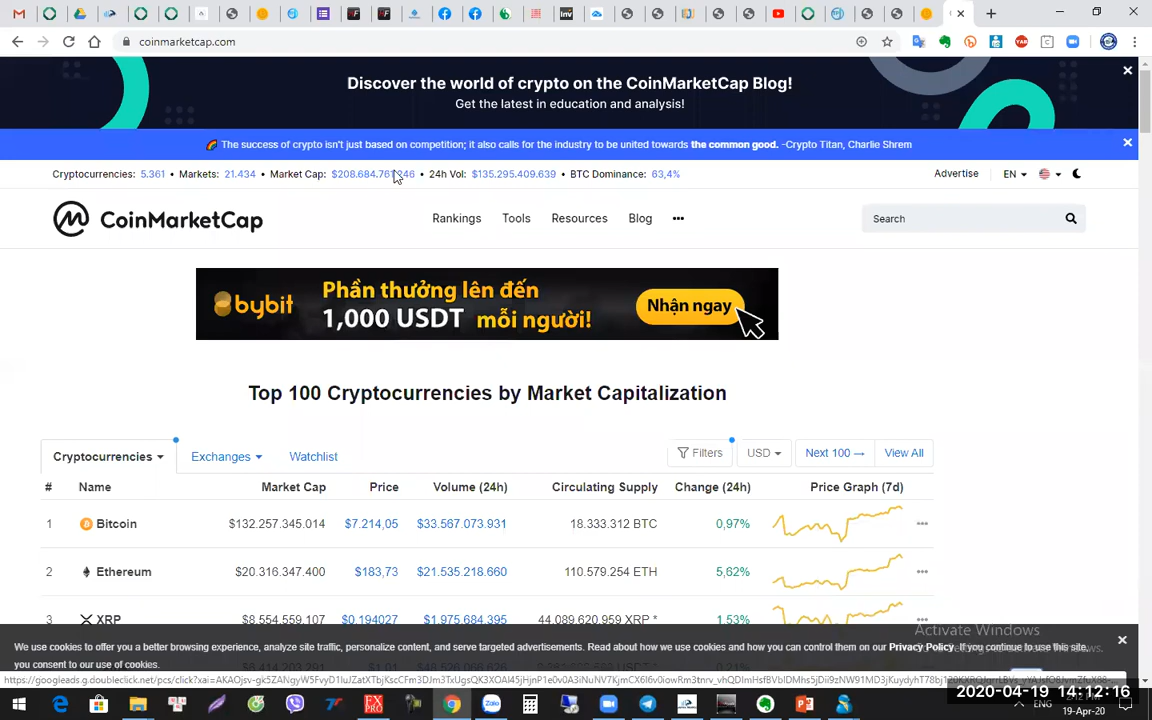 coinmarketcap.com
Discover the world of crypto on the CoinMarketCap Blog!
Get the latest in education and analysis!
The success of crypto isn't just based on competition; it also calls for the industry to be united towards the common good. -Crypto Titan, Charlie Shrem
Cryptocurrencies: 5.361 • Markets: 21.434 • Market Cap: $208.684.767.246 • 24h Vol: $135.295.409.639 • BTC Dominance: 63,4%
Advertise EN
CoinMarketCap
Rankings Tools Resources Blog •••
Search
bybit
Phần thưởng lên đến
1,000 USDT mỗi người!
Nhận ngay
Top 100 Cryptocurrencies by Market Capitalization
Cryptocurrencies Exchanges Watchlist Filters USD Next 100 → View All
# Name Market Cap Price Volume (24h) Circulating Supply Change (24h) Price Graph (7d)
1 Bitcoin $132.257.345.014 $7.214,05 $33.567.073.931 18.333.312 BTC 0,97%
2 Ethereum $20.316.347.400 $183,73 $21.535.218.660 110.579.254 ETH 5,62%
3 XRP $8.554.559.107 $0,194027 $1.975.684.395 44.089.620.959 XRP * 1,53%
Activate Windows
We use cookies to offer you a better browsing experience, analyze site traffic, personalize content, and serve targeted advertisements. Read about how we use cookies and how you can control them on our Privacy Policy. If you continue to use this site,
you consent to our use of cookies.
2020-04-19 14:12:16
ENG
19-Apr-20